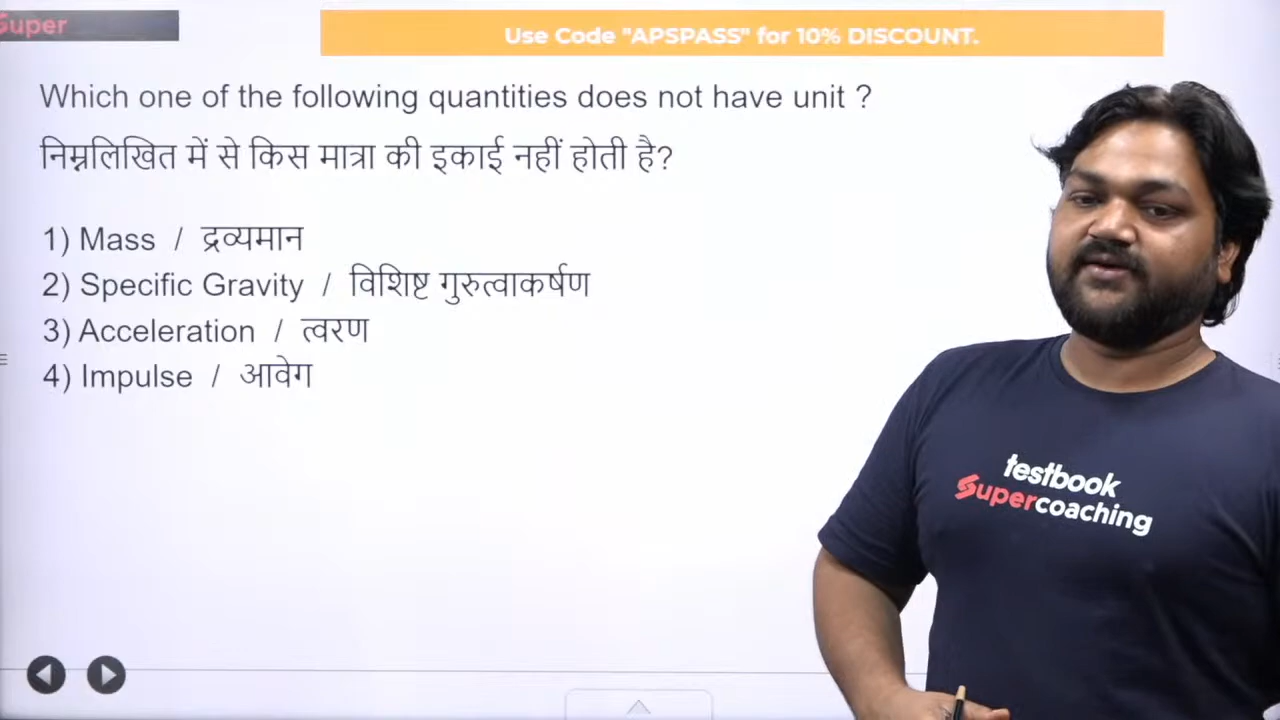 Super
Use Code "APSPASS" for 10% DISCOUNT.
Which one of the following quantities does not have unit ?
निम्नलिखित में से किस मात्रा की इकाई नहीं होती है?
1) Mass / द्रव्यमान
2) Specific Gravity / विशिष्ट गुरुत्वाकर्षण
3) Acceleration / त्वरण
4) Impulse / आवेग
testbook
Supercoaching